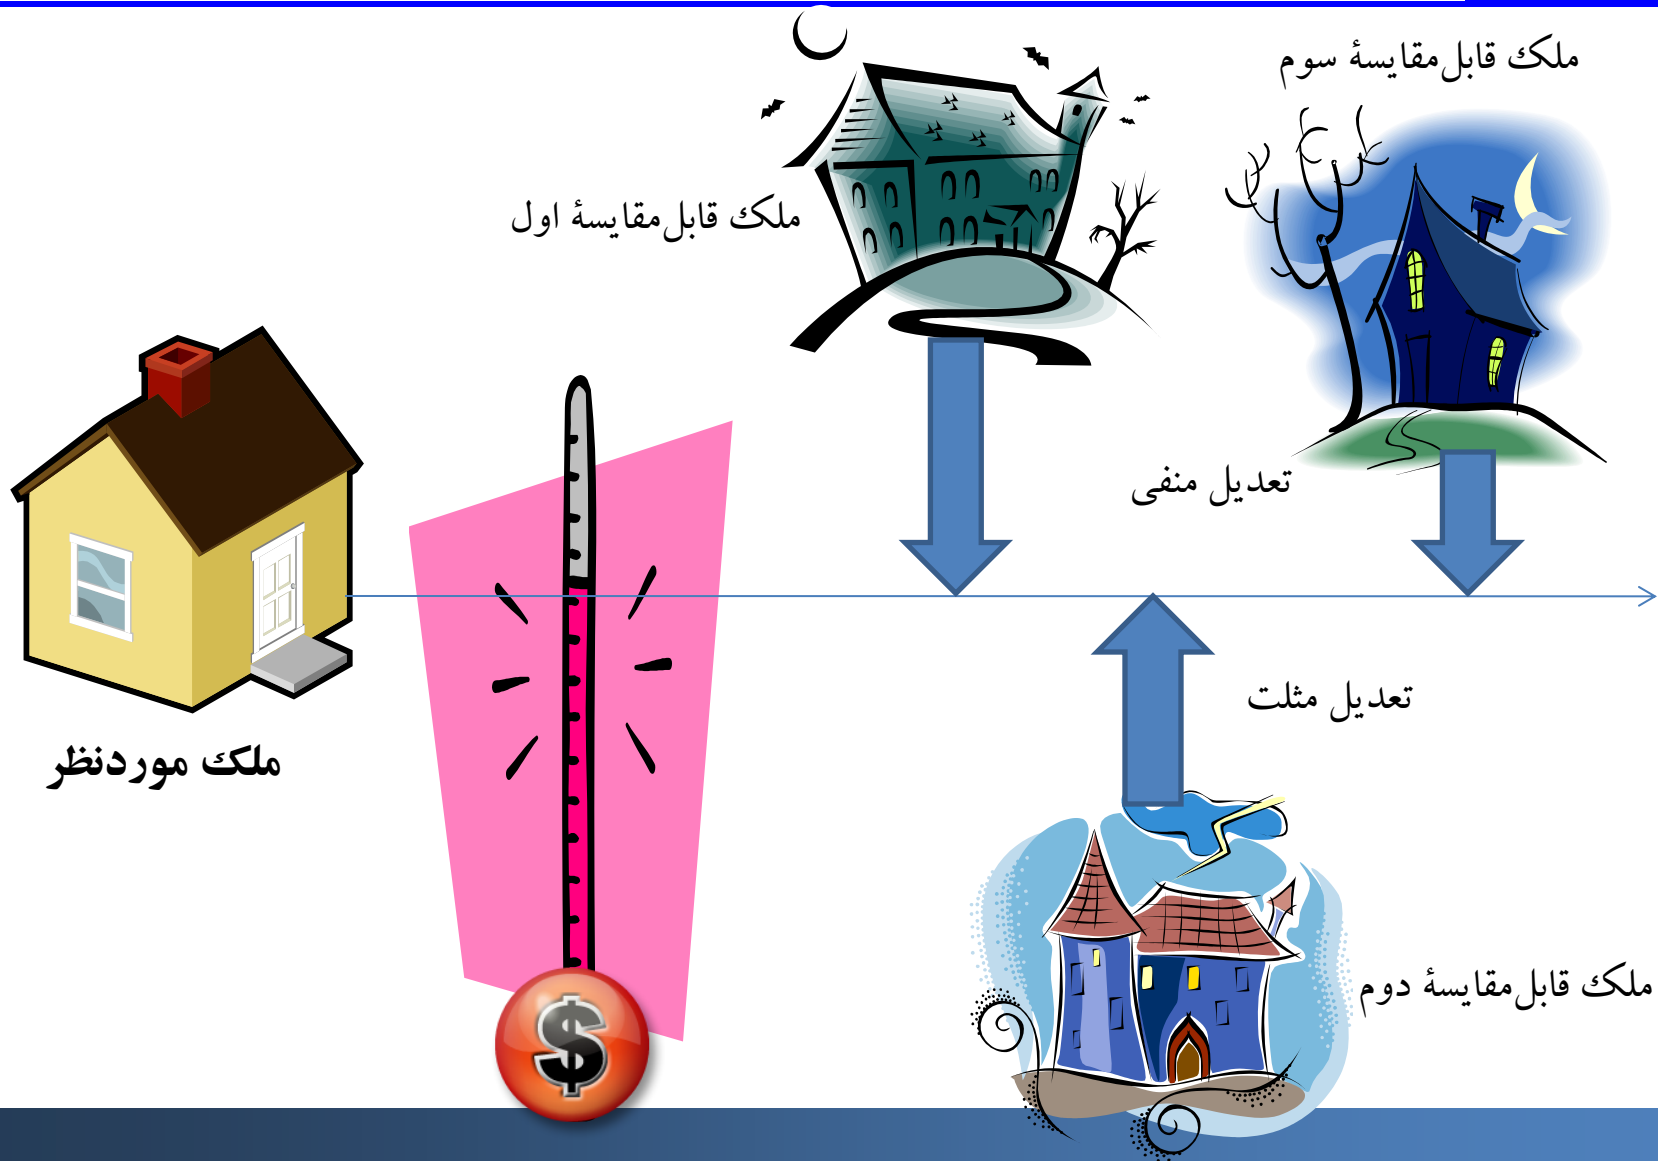 ملک قابل‌مقایسهٔ سوم
ملک قابل‌مقایسهٔ اول
تعدیل منفی
تعدیل مثلت
ملک موردنظر
ملک قابل‌مقایسهٔ دوم
$